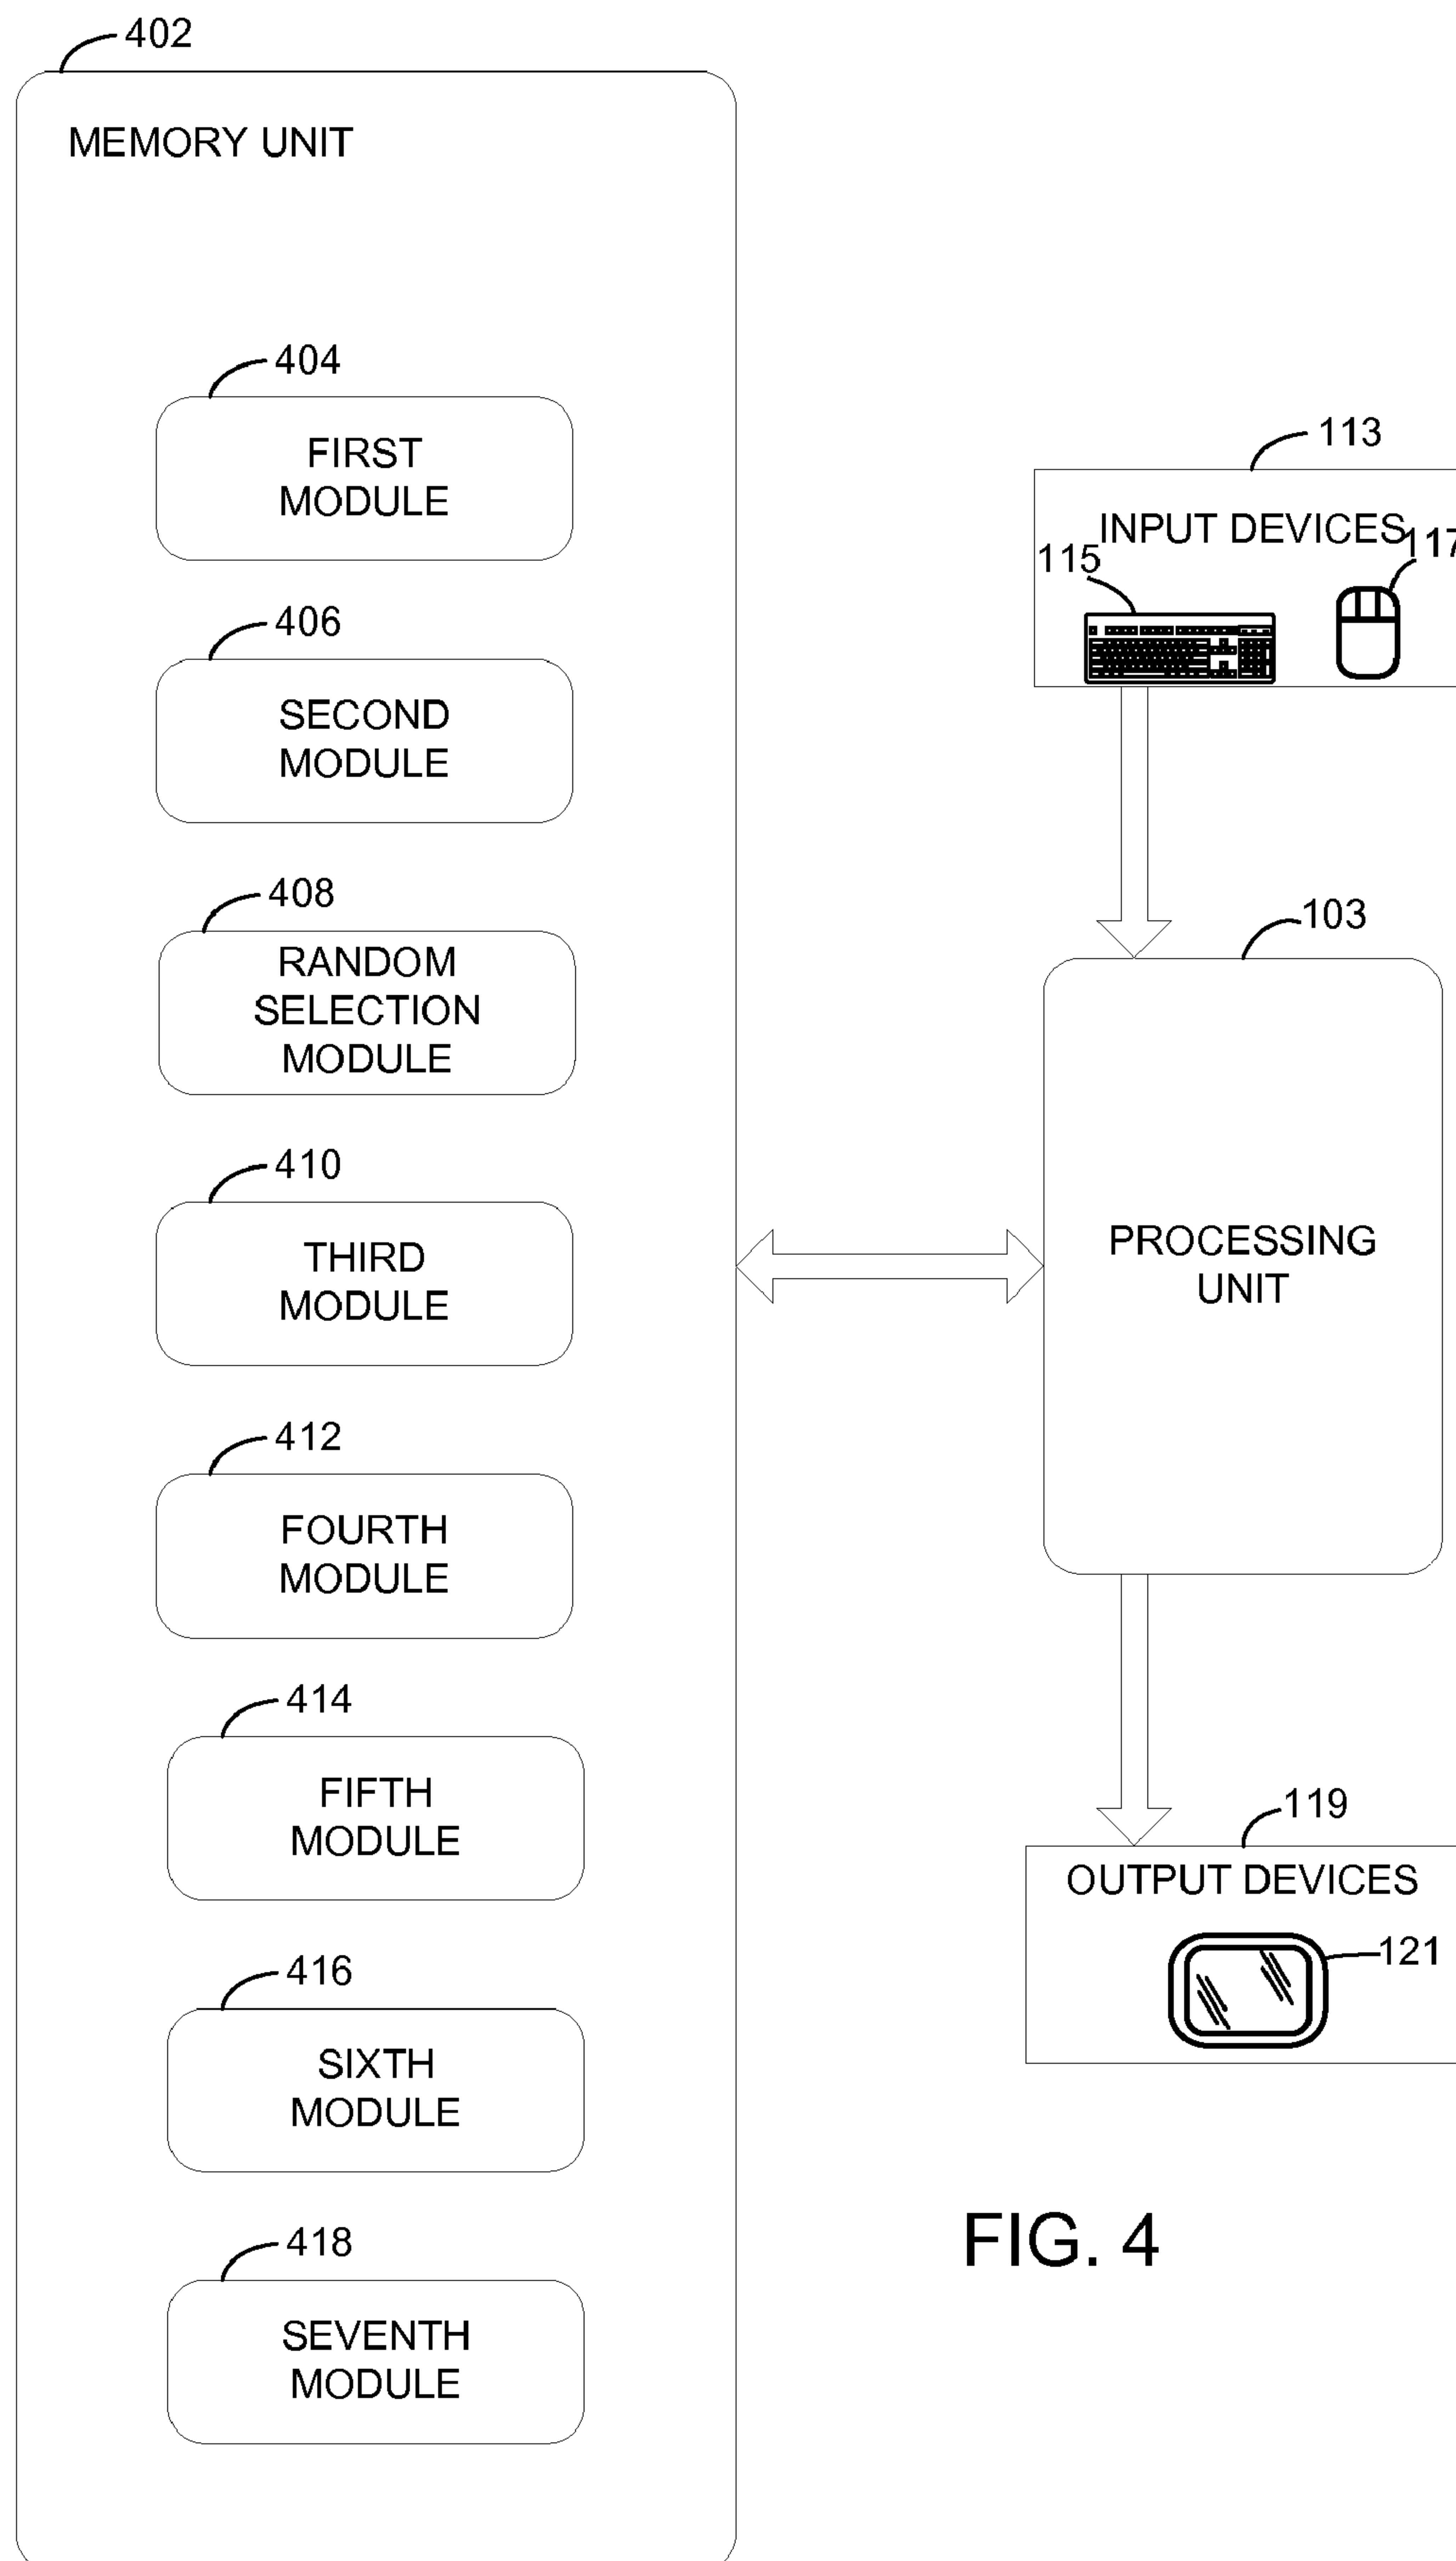 402
MEMORY UNIT
404
FIRST
MODULE
406
SECOND
MODULE
408
RANDOM
SELECTION
MODULE
410
THIRD
MODULE
412
FOURTH
MODULE
414
FIFTH
MODULE
416
SIXTH
MODULE
418
SEVENTH
MODULE
113
INPUT DEVICES
115
117
103
PROCESSING
UNIT
119
OUTPUT DEVICES
121
FIG. 4